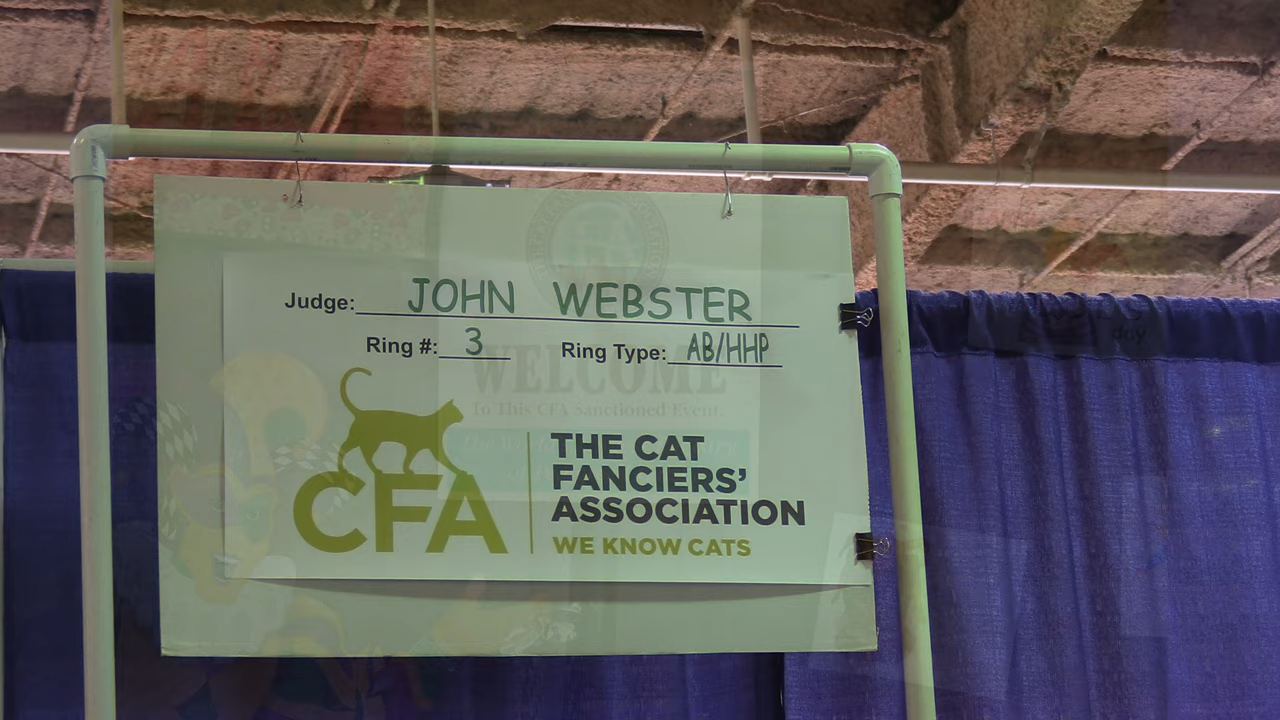 Judge: JOHN WEBSTER
Ring #: 3 Ring Type: AB/HHP
WELCOME
To This CFA Sanctioned Event.
CFA
THE CAT
FANCIERS'
ASSOCIATION
WE KNOW CATS